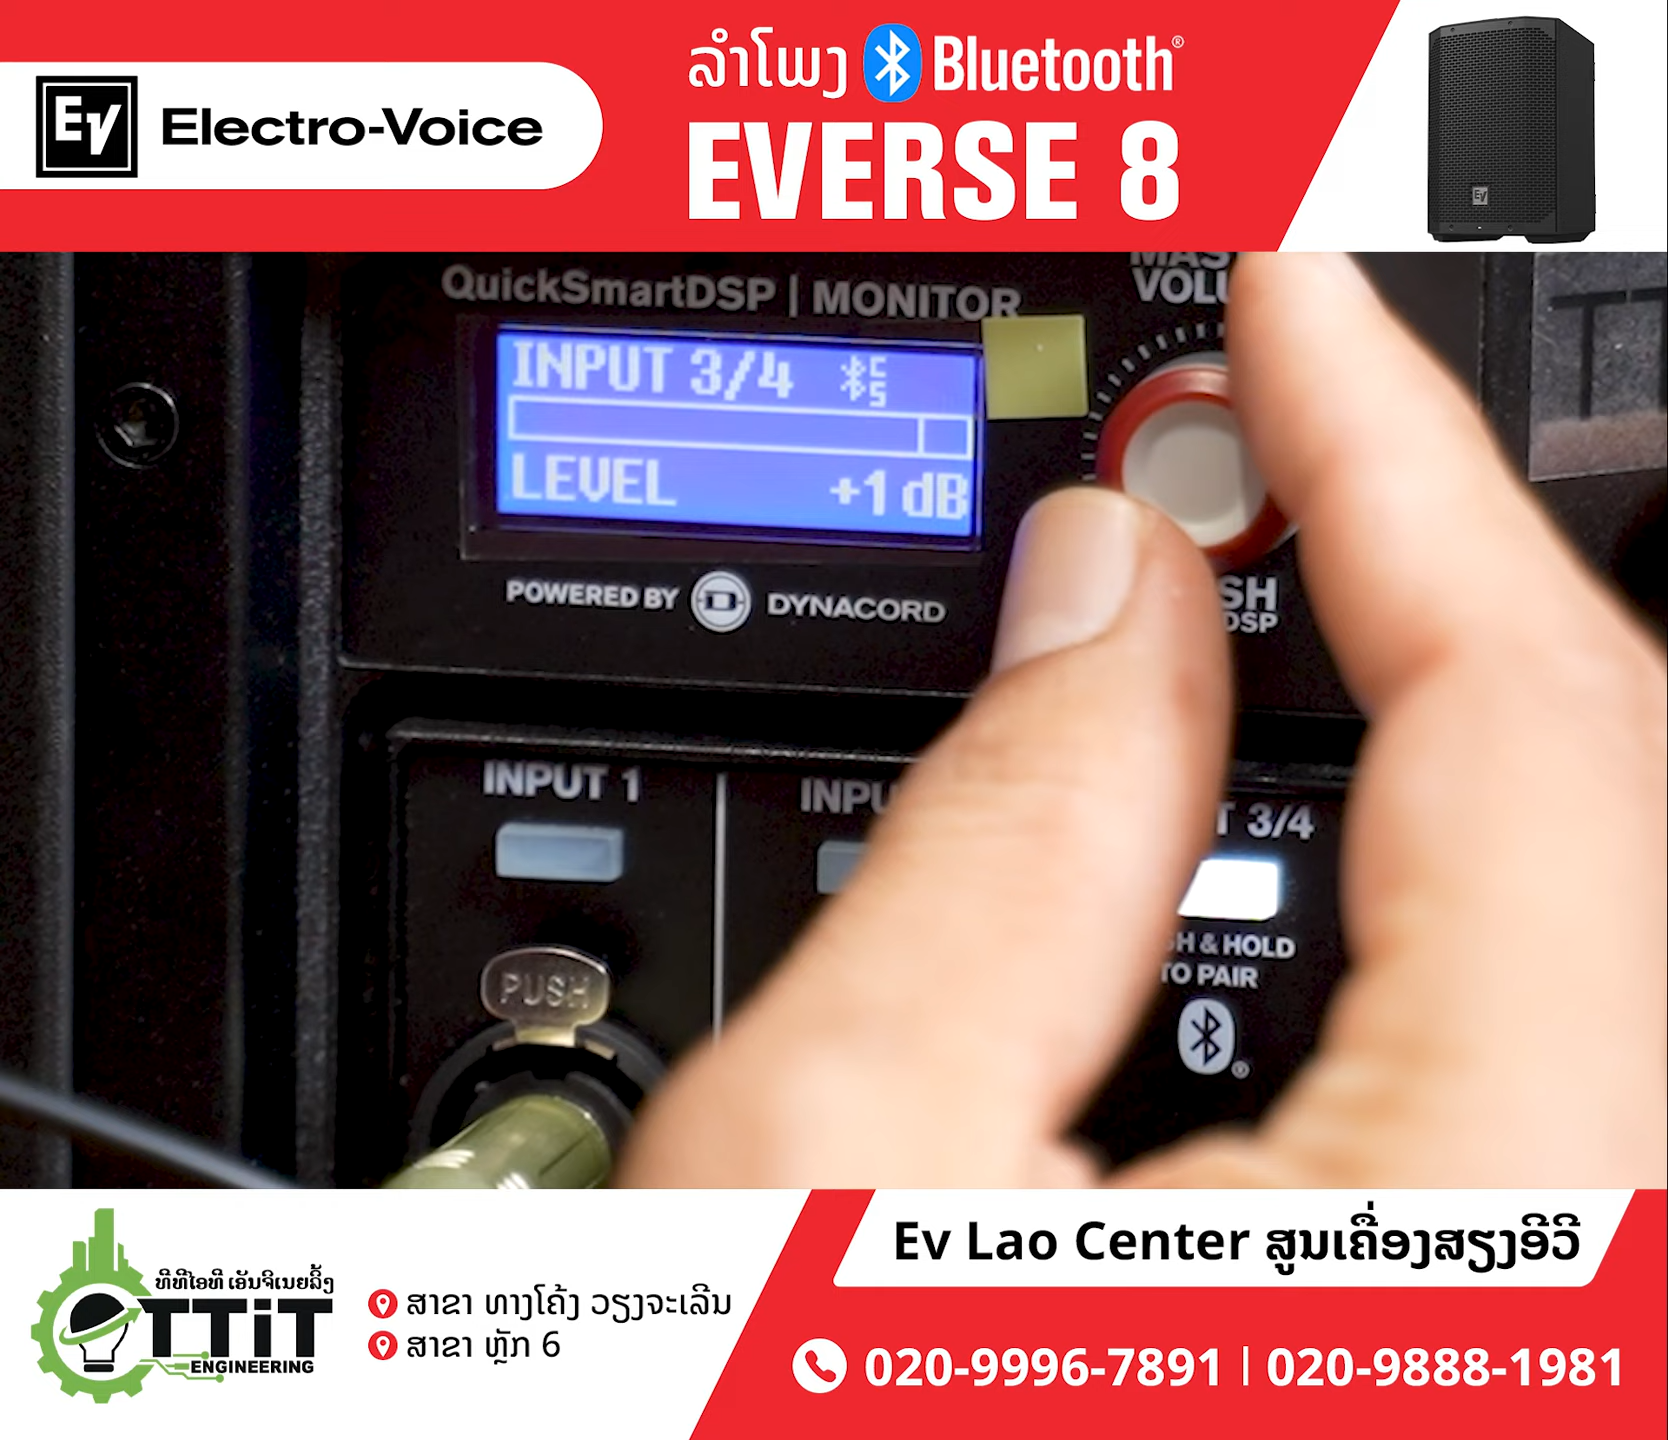 EV Electro-Voice
ລຳໂພງ Bluetooth®
EVERSE 8
EV
QuickSmartDSP | MONITOR
INPUT 3/4
LEVEL +1 dB
POWERED BY DYNACORD
INPUT 1
3/4
PUSH
& HOLD
TO PAIR
ທີທີໄອທີ ເອັນຈິເນຍລິ້ງ
TTiT
ENGINEERING
ສາຂາ ທາງໂຄ້ງ ວຽງຈະເລີນ
ສາຂາ ຫຼັກ 6
Ev Lao Center ສູນເຄື່ອງສຽງອີວີ
020-9996-7891 | 020-9888-1981